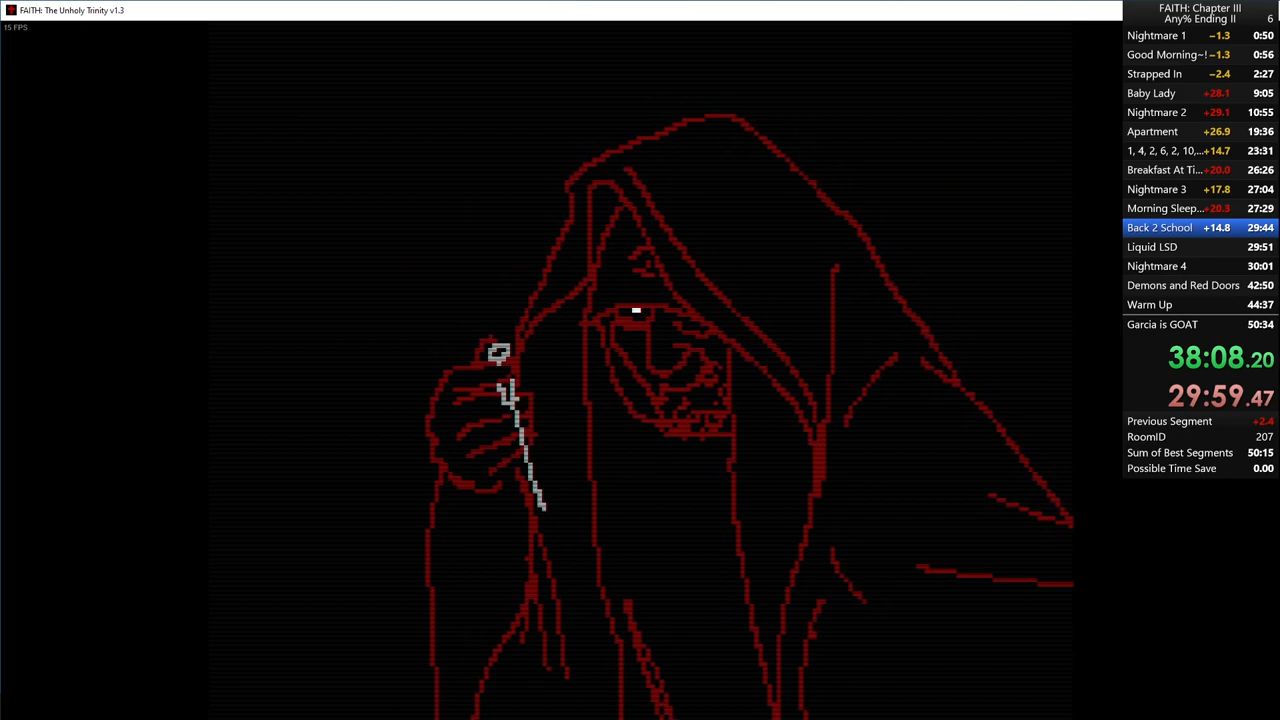 FAITH: The Unholy Trinity v1.3
15 FPS
FAITH: Chapter III
Any% Ending II 6
Nightmare 1 −1.3 0:50
Good Morning~! −1.3 0:56
Strapped In −2.4 2:27
Baby Lady +28.1 9:05
Nightmare 2 +29.1 10:55
Apartment +26.9 19:36
1, 4, 2, 6, 2, 10,... +14.7 23:31
Breakfast At Ti... +20.0 26:26
Nightmare 3 +17.8 27:04
Morning Sleep... +20.3 27:29
Back 2 School +14.8 29:44
Liquid LSD 29:51
Nightmare 4 30:01
Demons and Red Doors 42:50
Warm Up 44:37
Garcia is GOAT 50:34
38:08.20
29:59.47
Previous Segment +2.4
RoomID 207
Sum of Best Segments 50:15
Possible Time Save 0.00